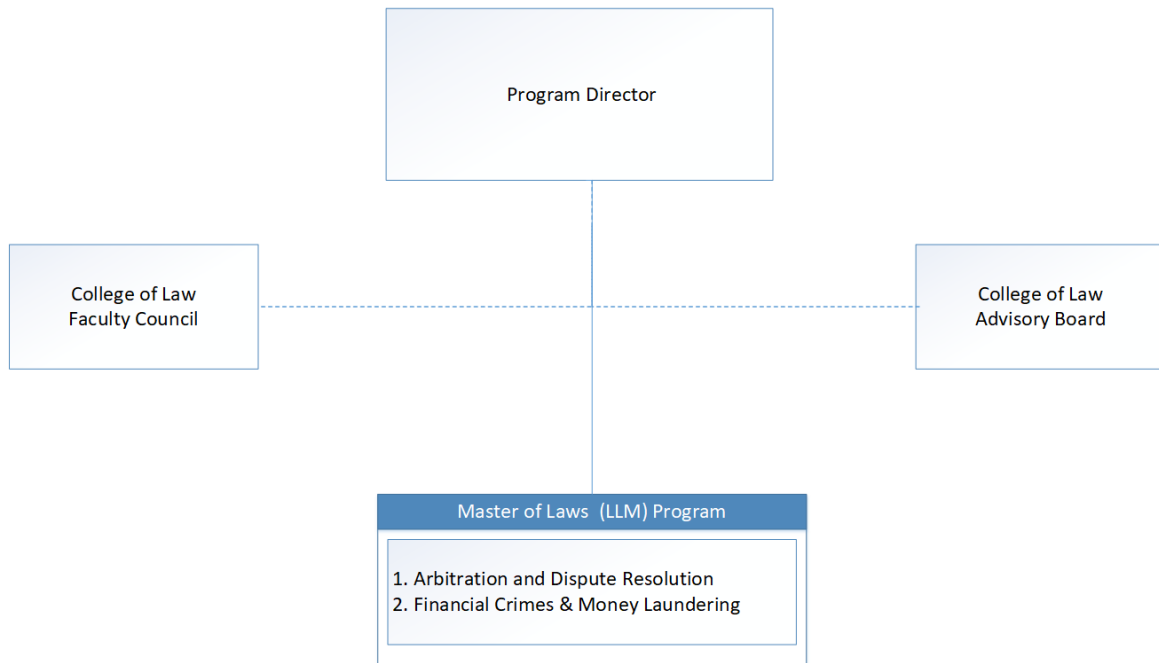 Program Director
College of Law
Faculty Council
College of Law
Advisory Board
Master of Laws  (LLM) Program
1. Arbitration and Dispute Resolution
2. Financial Crimes & Money Laundering